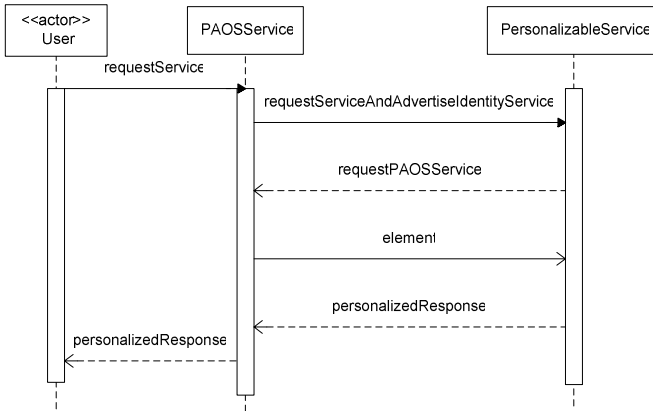 <<actor>>
User
PAOSService
PersonalizableService
requestService
requestServiceAndAdvertiseIdentityService
requestPAOSService
element
personalizedResponse
personalizedResponse